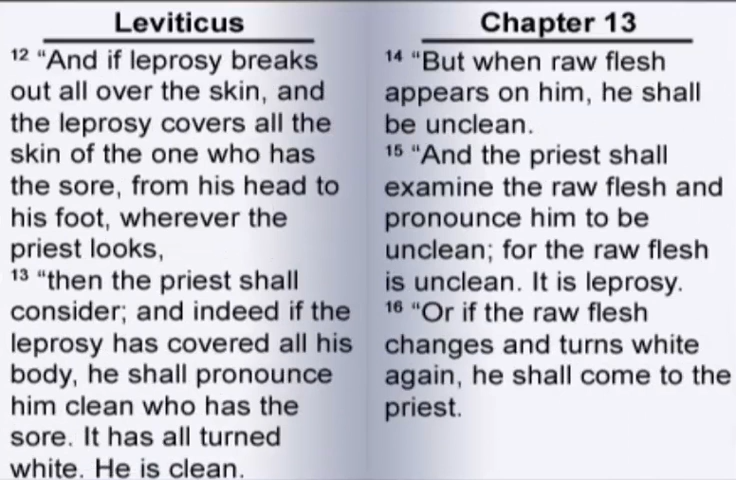 Leviticus
12 “And if leprosy breaks
out all over the skin, and
the leprosy covers all the
skin of the one who has
the sore, from his head to
his foot, wherever the
priest looks,
13 “then the priest shall
consider; and indeed if the
leprosy has covered all his
body, he shall pronounce
him clean who has the
sore. It has all turned
white. He is clean.
Chapter 13
14 “But when raw flesh
appears on him, he shall
be unclean.
15 “And the priest shall
examine the raw flesh and
pronounce him to be
unclean; for the raw flesh
is unclean. It is leprosy.
16 “Or if the raw flesh
changes and turns white
again, he shall come to the
priest.